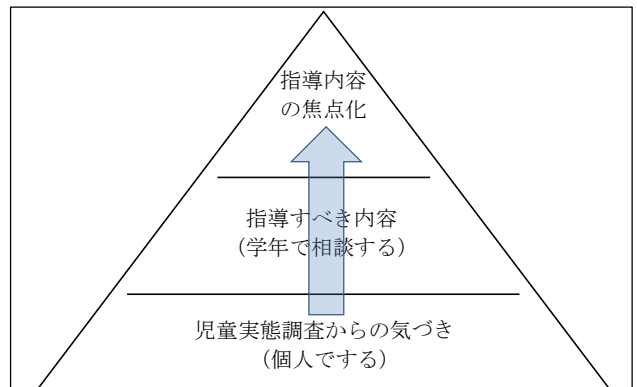 指導内容
の焦点化
指導すべき内容
（学年で相談する）
児童実態調査からの気づき
（個人でする）